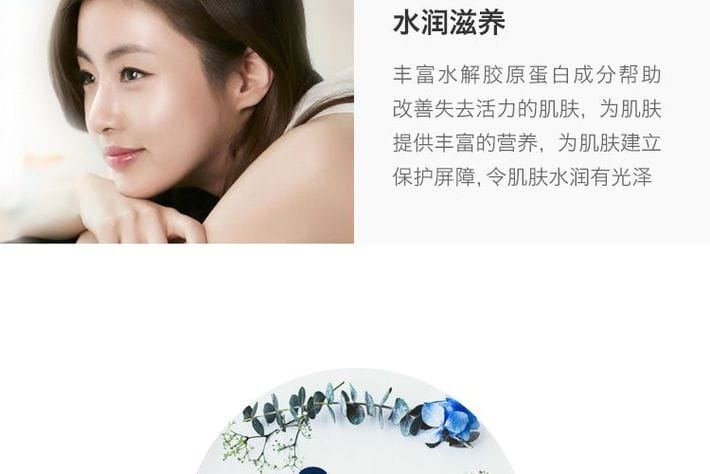 水润滋养
丰富水解胶原蛋白成分帮助
改善失去活力的肌肤，为肌肤
提供丰富的营养，为肌肤建立
保护屏障,令肌肤水润有光泽